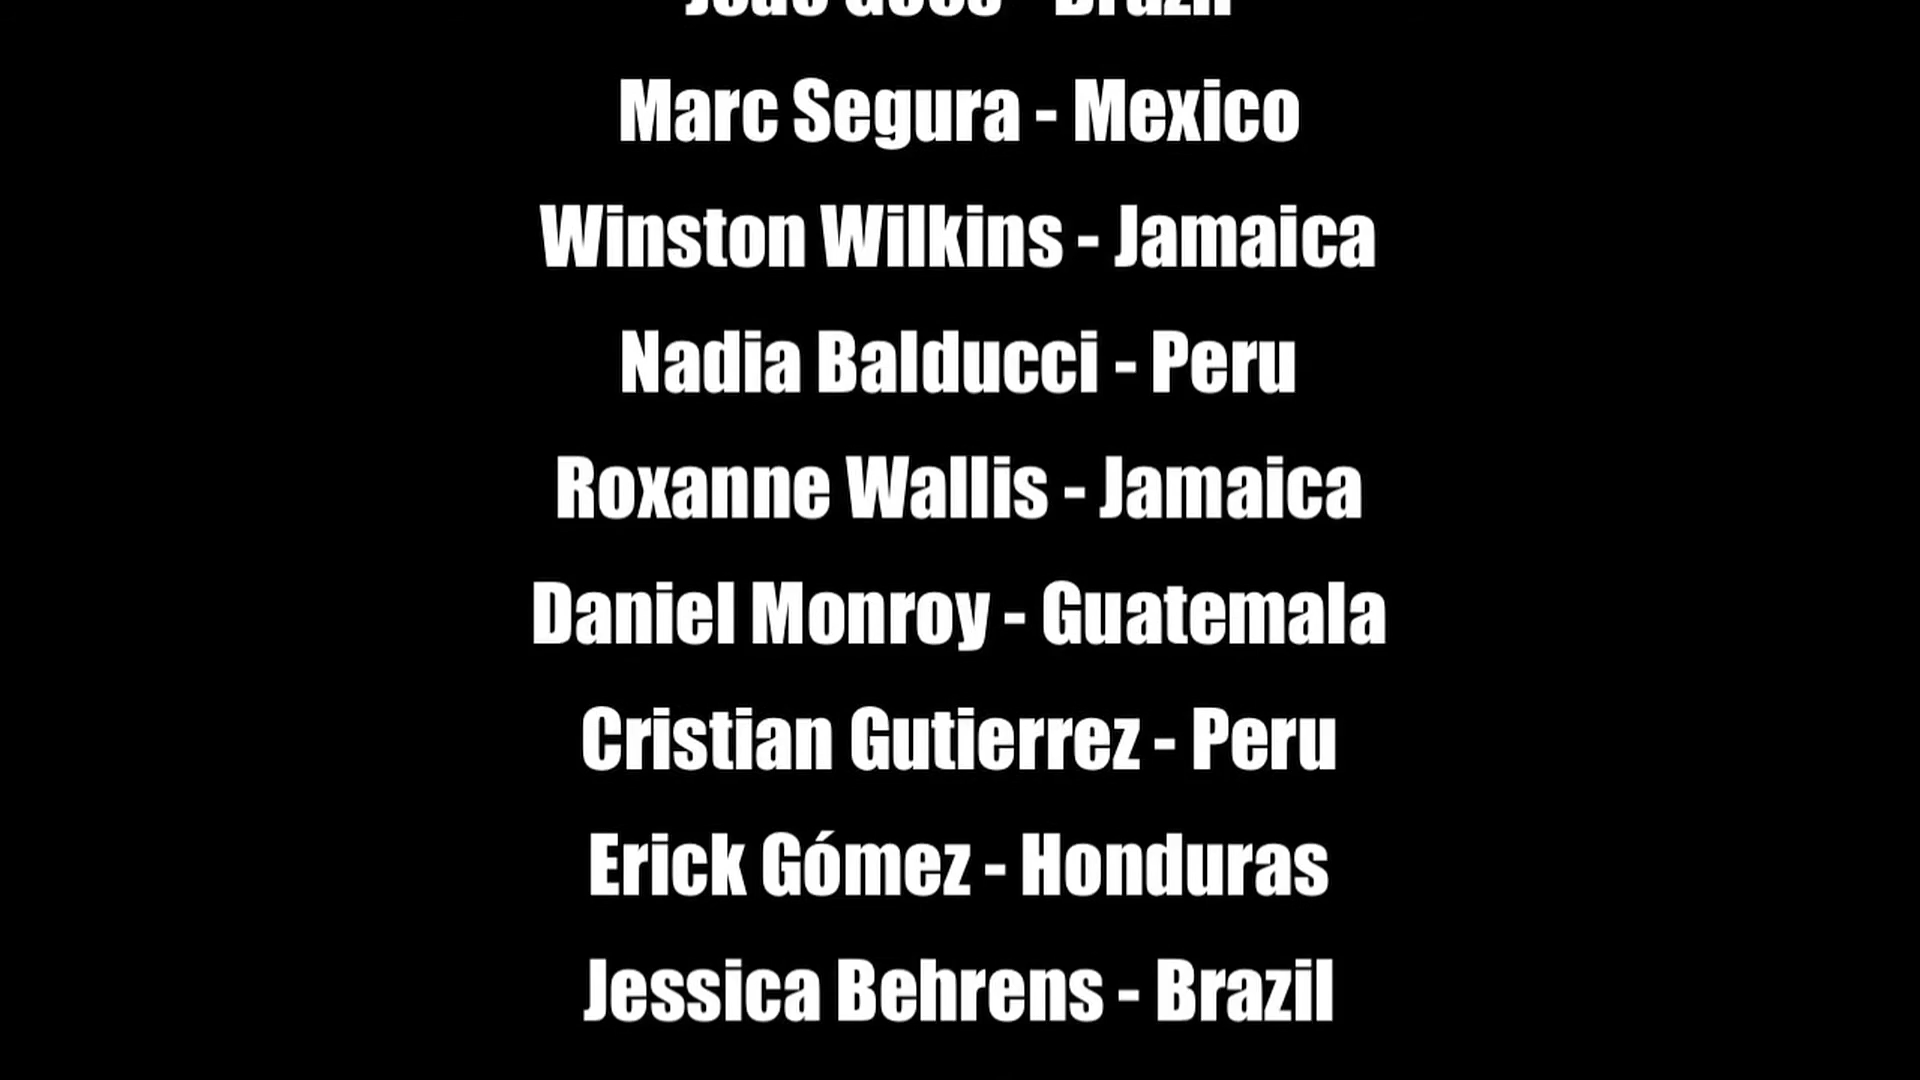 - Brazil
Marc Segura - Mexico
Winston Wilkins - Jamaica
Nadia Balducci - Peru
Roxanne Wallis - Jamaica
Daniel Monroy - Guatemala
Cristian Gutierrez - Peru
Erick Gómez - Honduras
Jessica Behrens - Brazil